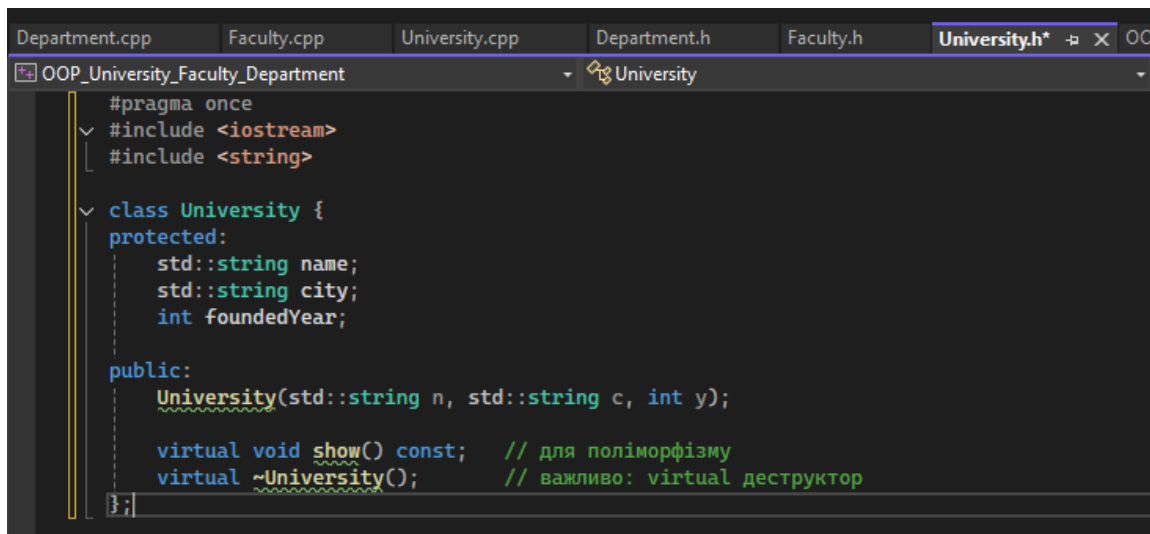 Department.cpp Faculty.cpp University.cpp Department.h Faculty.h University.h*
OOP_University_Faculty_Department University
#pragma once
#include <iostream>
#include <string>
class University {
protected:
std::string name;
std::string city;
int foundedYear;
public:
University(std::string n, std::string c, int y);
virtual void show() const; // для поліморфізму
virtual ~University(); // важливо: virtual деструктор
};